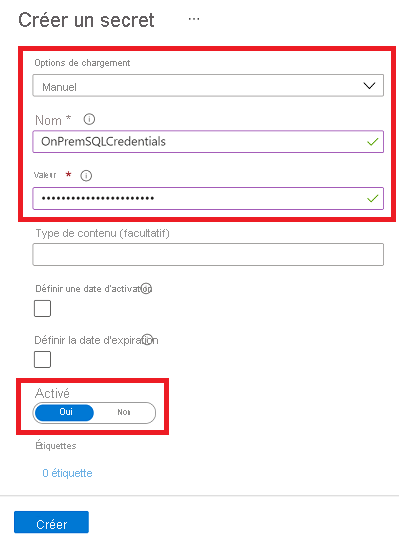 Créer un secret ...
Options de chargement
Manuel
Nom *
OnPremSQLCredentials
Valeur *
•••••••••••••••••••••••
Type de contenu (facultatif)
Définir une date d'activation
Définir la date d'expiration
Activé
Oui Non
Étiquettes
0 étiquette
Créer